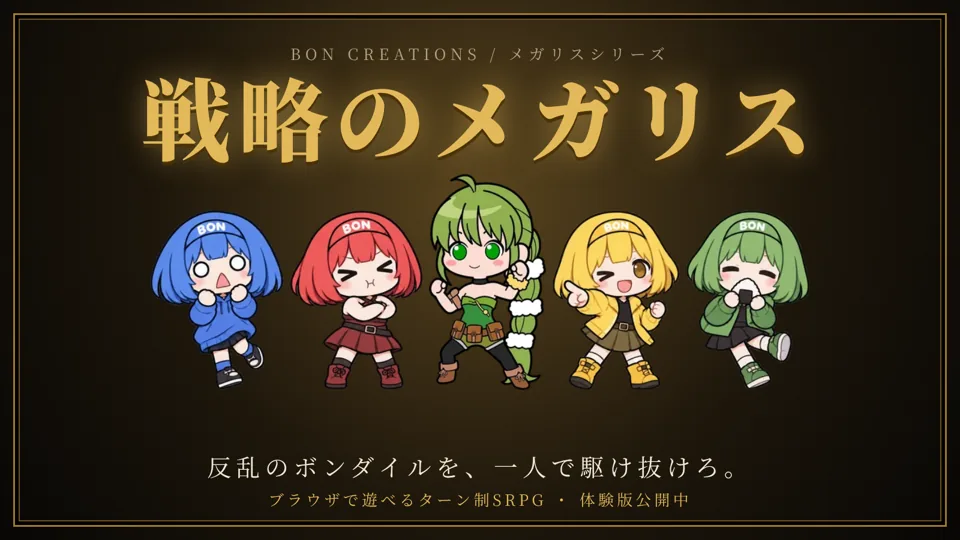 BON CREATIONS / メガリスシリーズ
戦略のメガリス
BON
BON
BON
BON
反乱のボンダイルを、一人で駆け抜けろ。
ブラウザで遊べるターン制SRPG ・ 体験版公開中